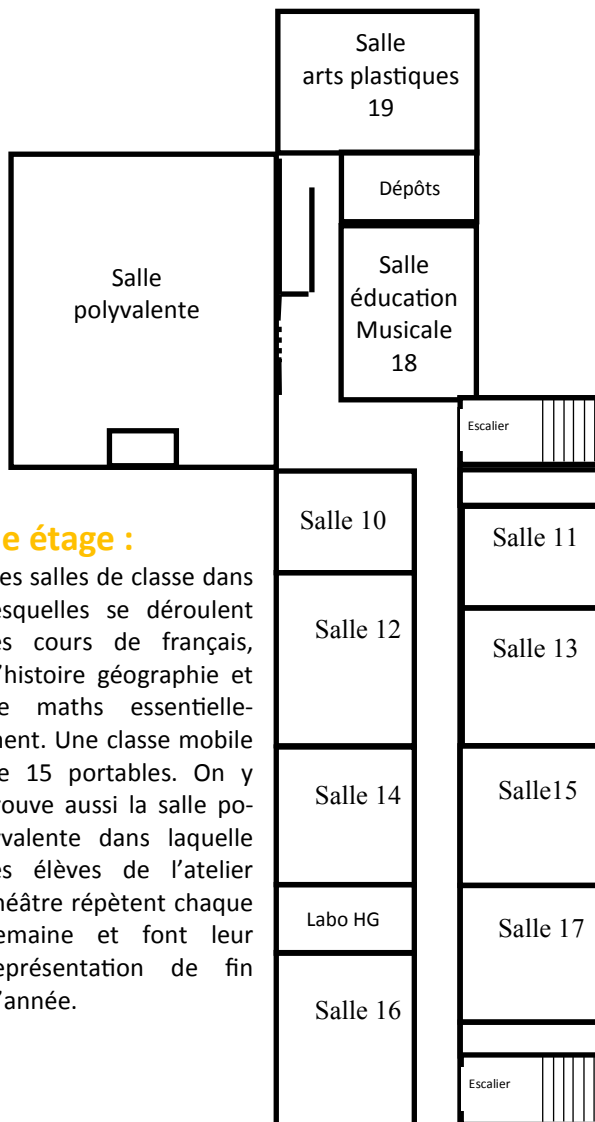 Salle
arts plastiques
19
Dépôts
Salle
polyvalente
Salle
éducation
Musicale
18
Escalier
Salle 10
Salle 11
e étage :
es salles de classe dans
esquelles se déroulent
es cours de français,
’histoire géographie et
e maths essentielle-
ment. Une classe mobile
e 15 portables. On y
rouve aussi la salle po-
yvalente dans laquelle
es élèves de l’atelier
héâtre répètent chaque
emaine et font leur
eprésentation de fin
’année.
Salle 12
Salle 13
Salle 14
Salle15
Labo HG
Salle 17
Salle 16
Escalier